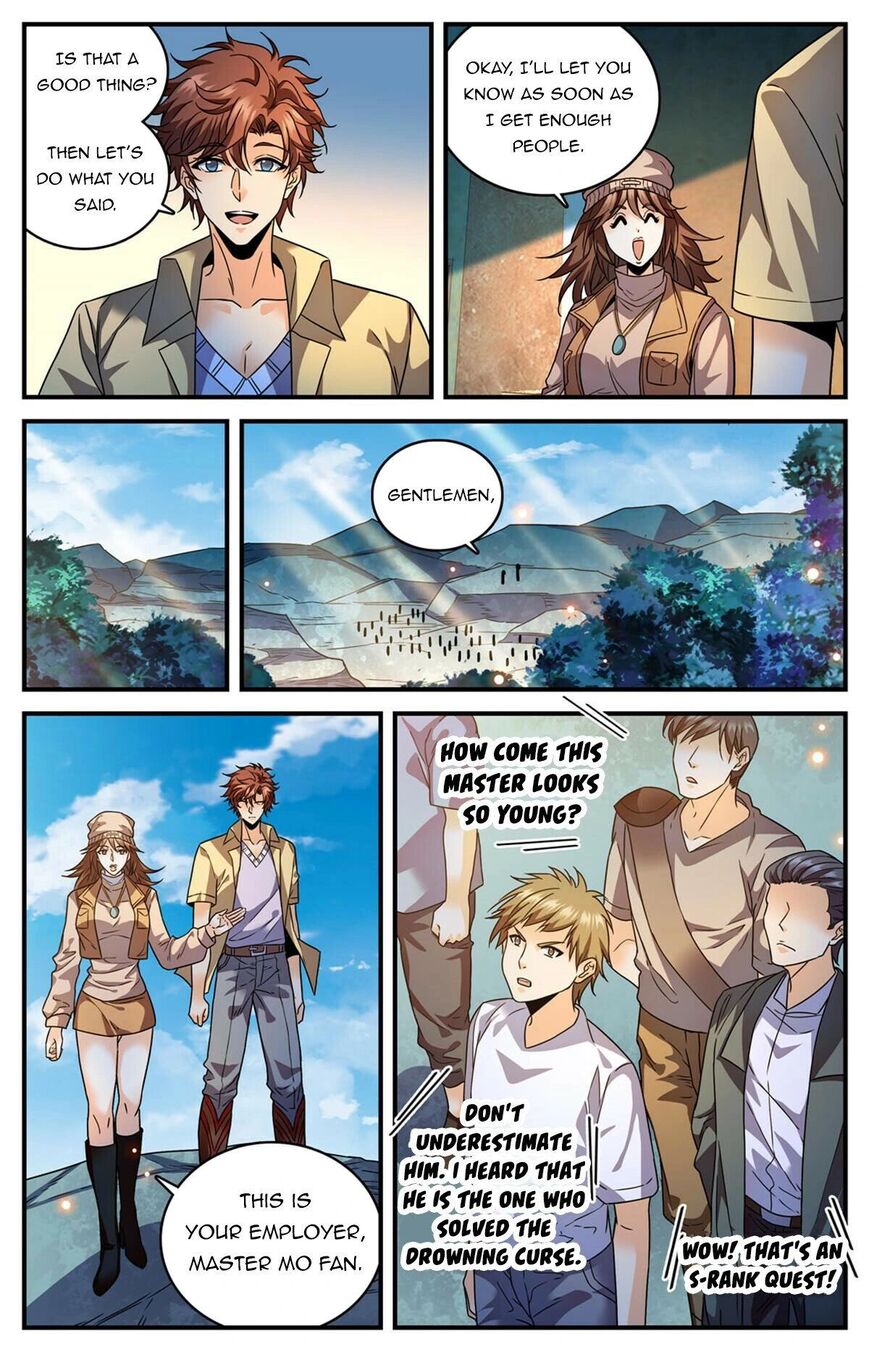 IS THAT A
GOOD THING?
THEN LET'S
DO WHAT YOU
SAID.
OKAY, I'LL LET YOU
KNOW AS SOON AS
I GET ENOUGH
PEOPLE.
GENTLEMEN,
THIS IS
YOUR EMPLOYER,
MASTER MO FAN.
HOW COME THIS
MASTER LOOKS
SO YOUNG?
DON'T
UNDERESTIMATE
HIM. I HEARD THAT
HE IS THE ONE WHO
SOLVED THE
DROWNING CURSE.
WOW! THAT'S AN
S-RANK QUEST!